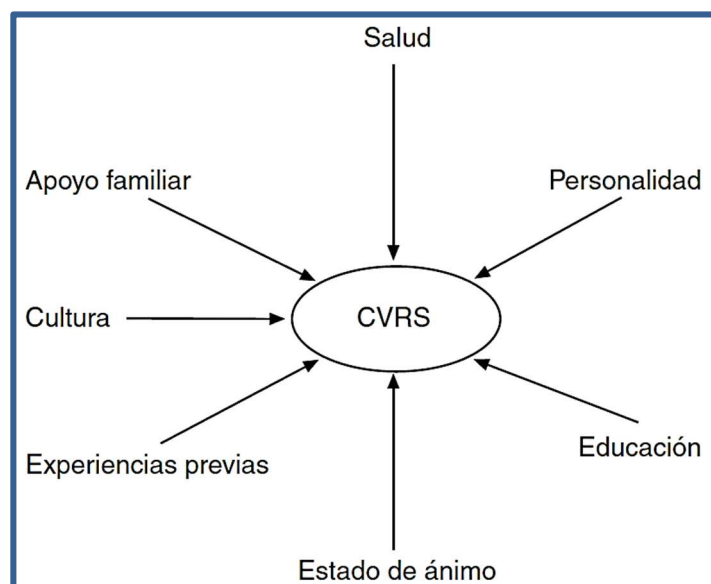 Salud
Apoyo familiar
Personalidad
Cultura
CVRS
Experiencias previas
Educación
Estado de ánimo